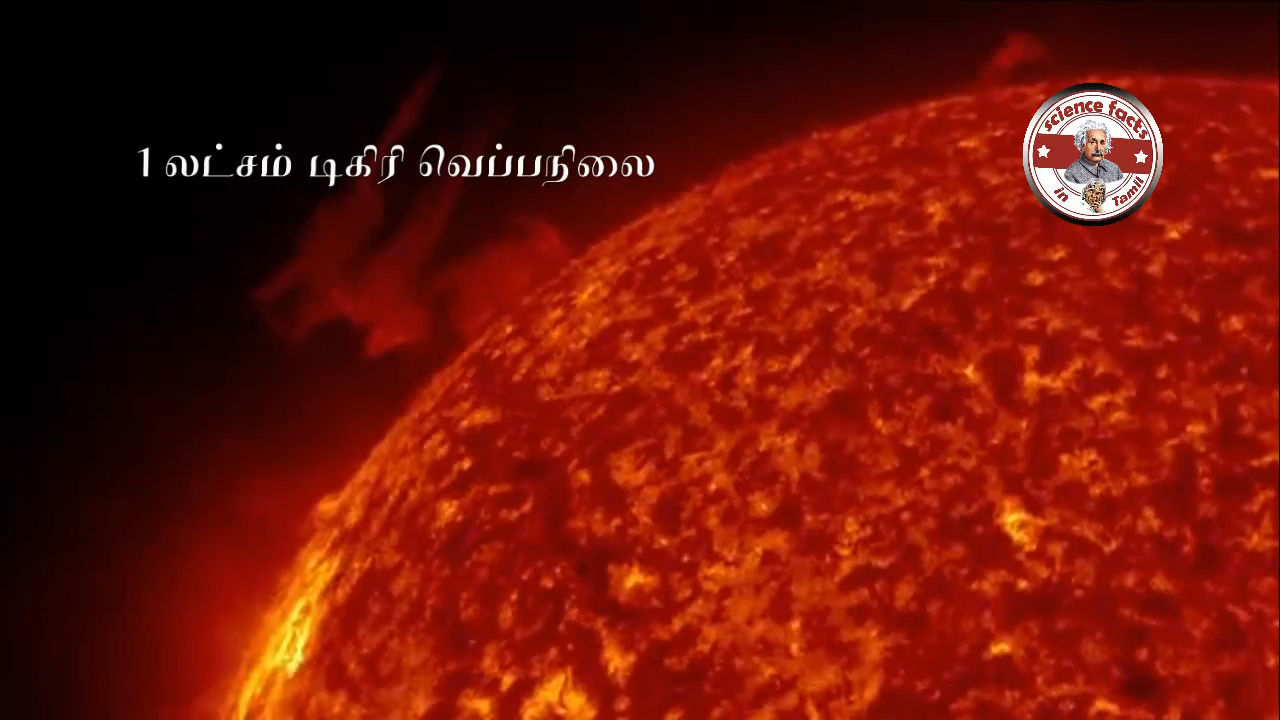 1 லட்சம் டிகிரி வெப்பநிலை
science facts
in Tamil